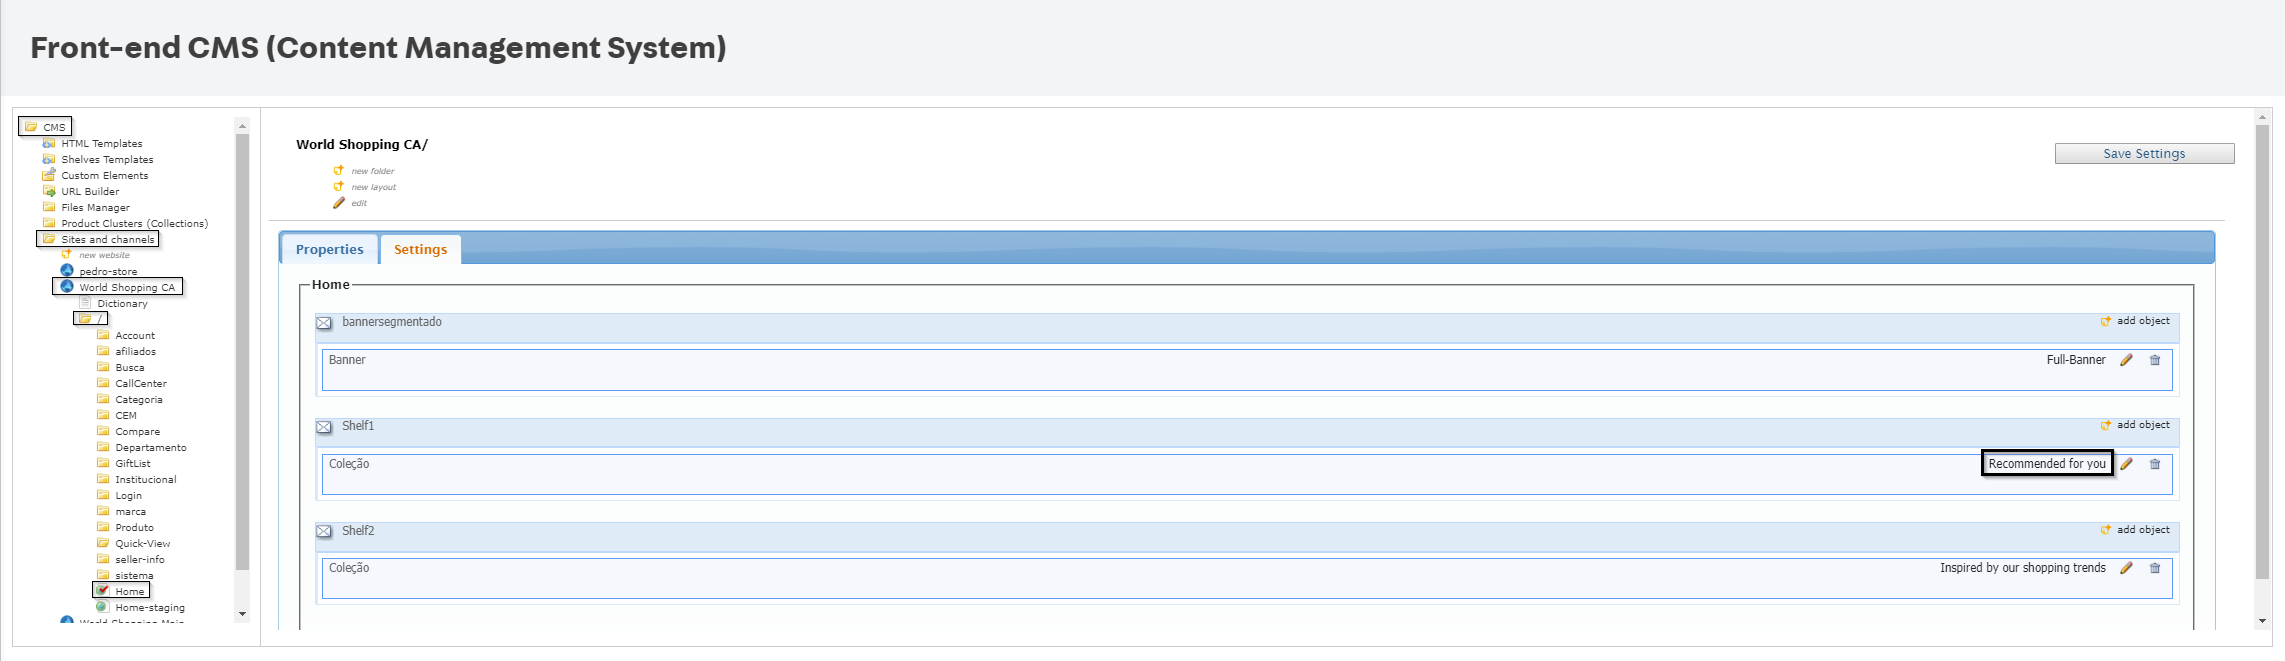 Front-end CMS (Content Management System)
CMS
HTML Templates
Shelves Templates
Custom Elements
URL Builder
Files Manager
Product Clusters (Collections)
Sites and channels
new website
pedro-store
World Shopping CA
Dictionary
/
Account
afiliados
Busca
CallCenter
Categoria
CEM
Compare
Departamento
GiftList
Institucional
Login
marca
Produto
Quick-View
seller-info
sistema
Home
Home-staging
World Shopping Main
World Shopping CA/
new folder
new layout
edit
Save Settings
Properties
Settings
Home
bannersegmentado
add object
Banner
Full-Banner
Shelf1
add object
Coleção
Recommended for you
Shelf2
add object
Coleção
Inspired by our shopping trends